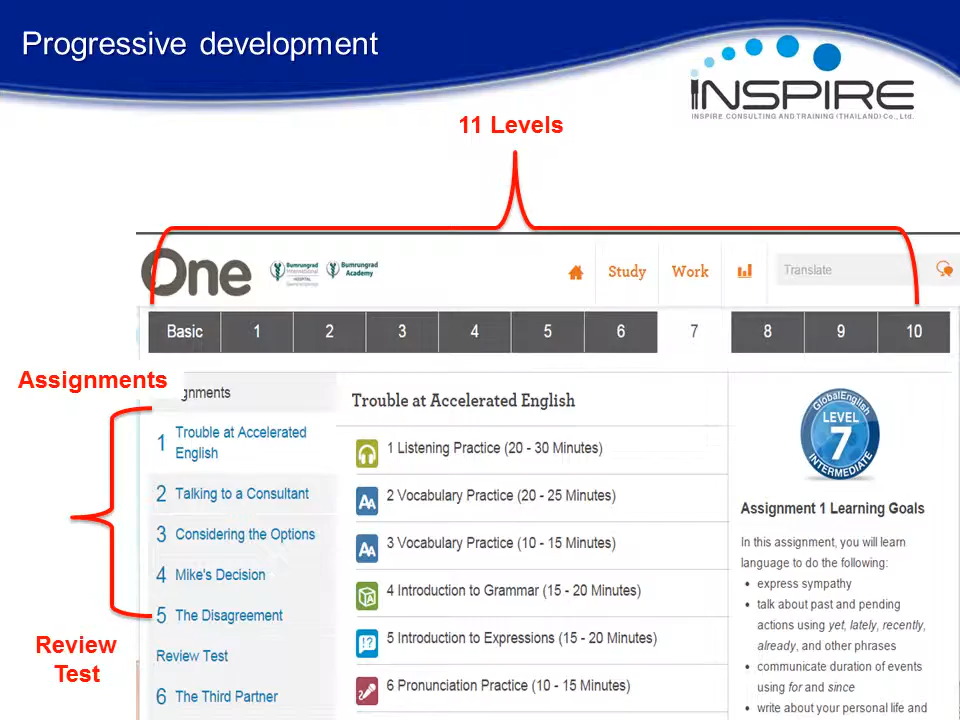 Progressive development
INSPIRE
INSPIRE CONSULTING AND TRAINING (THAILAND) Co., Ltd.
11 Levels
One
Bumrungrad
International
HOSPITAL
Bumrungrad
Academy
Study
Work
Translate
Basic
1
2
3
4
5
6
7
8
9
10
Assignments
gnments
1 Trouble at Accelerated
English
2 Talking to a Consultant
3 Considering the Options
4 Mike's Decision
5 The Disagreement
Review Test
6 The Third Partner
Review
Test
Trouble at Accelerated English
1 Listening Practice (20 - 30 Minutes)
2 Vocabulary Practice (20 - 25 Minutes)
3 Vocabulary Practice (10 - 15 Minutes)
4 Introduction to Grammar (15 - 20 Minutes)
5 Introduction to Expressions (15 - 20 Minutes)
6 Pronunciation Practice (10 - 15 Minutes)
GlobalEnglish
LEVEL
7
INTERMEDIATE
Assignment 1 Learning Goals
In this assignment, you will learn
language to do the following:
• express sympathy
• talk about past and pending
actions using yet, lately, recently,
already, and other phrases
• communicate duration of events
using for and since
• write about your personal life and